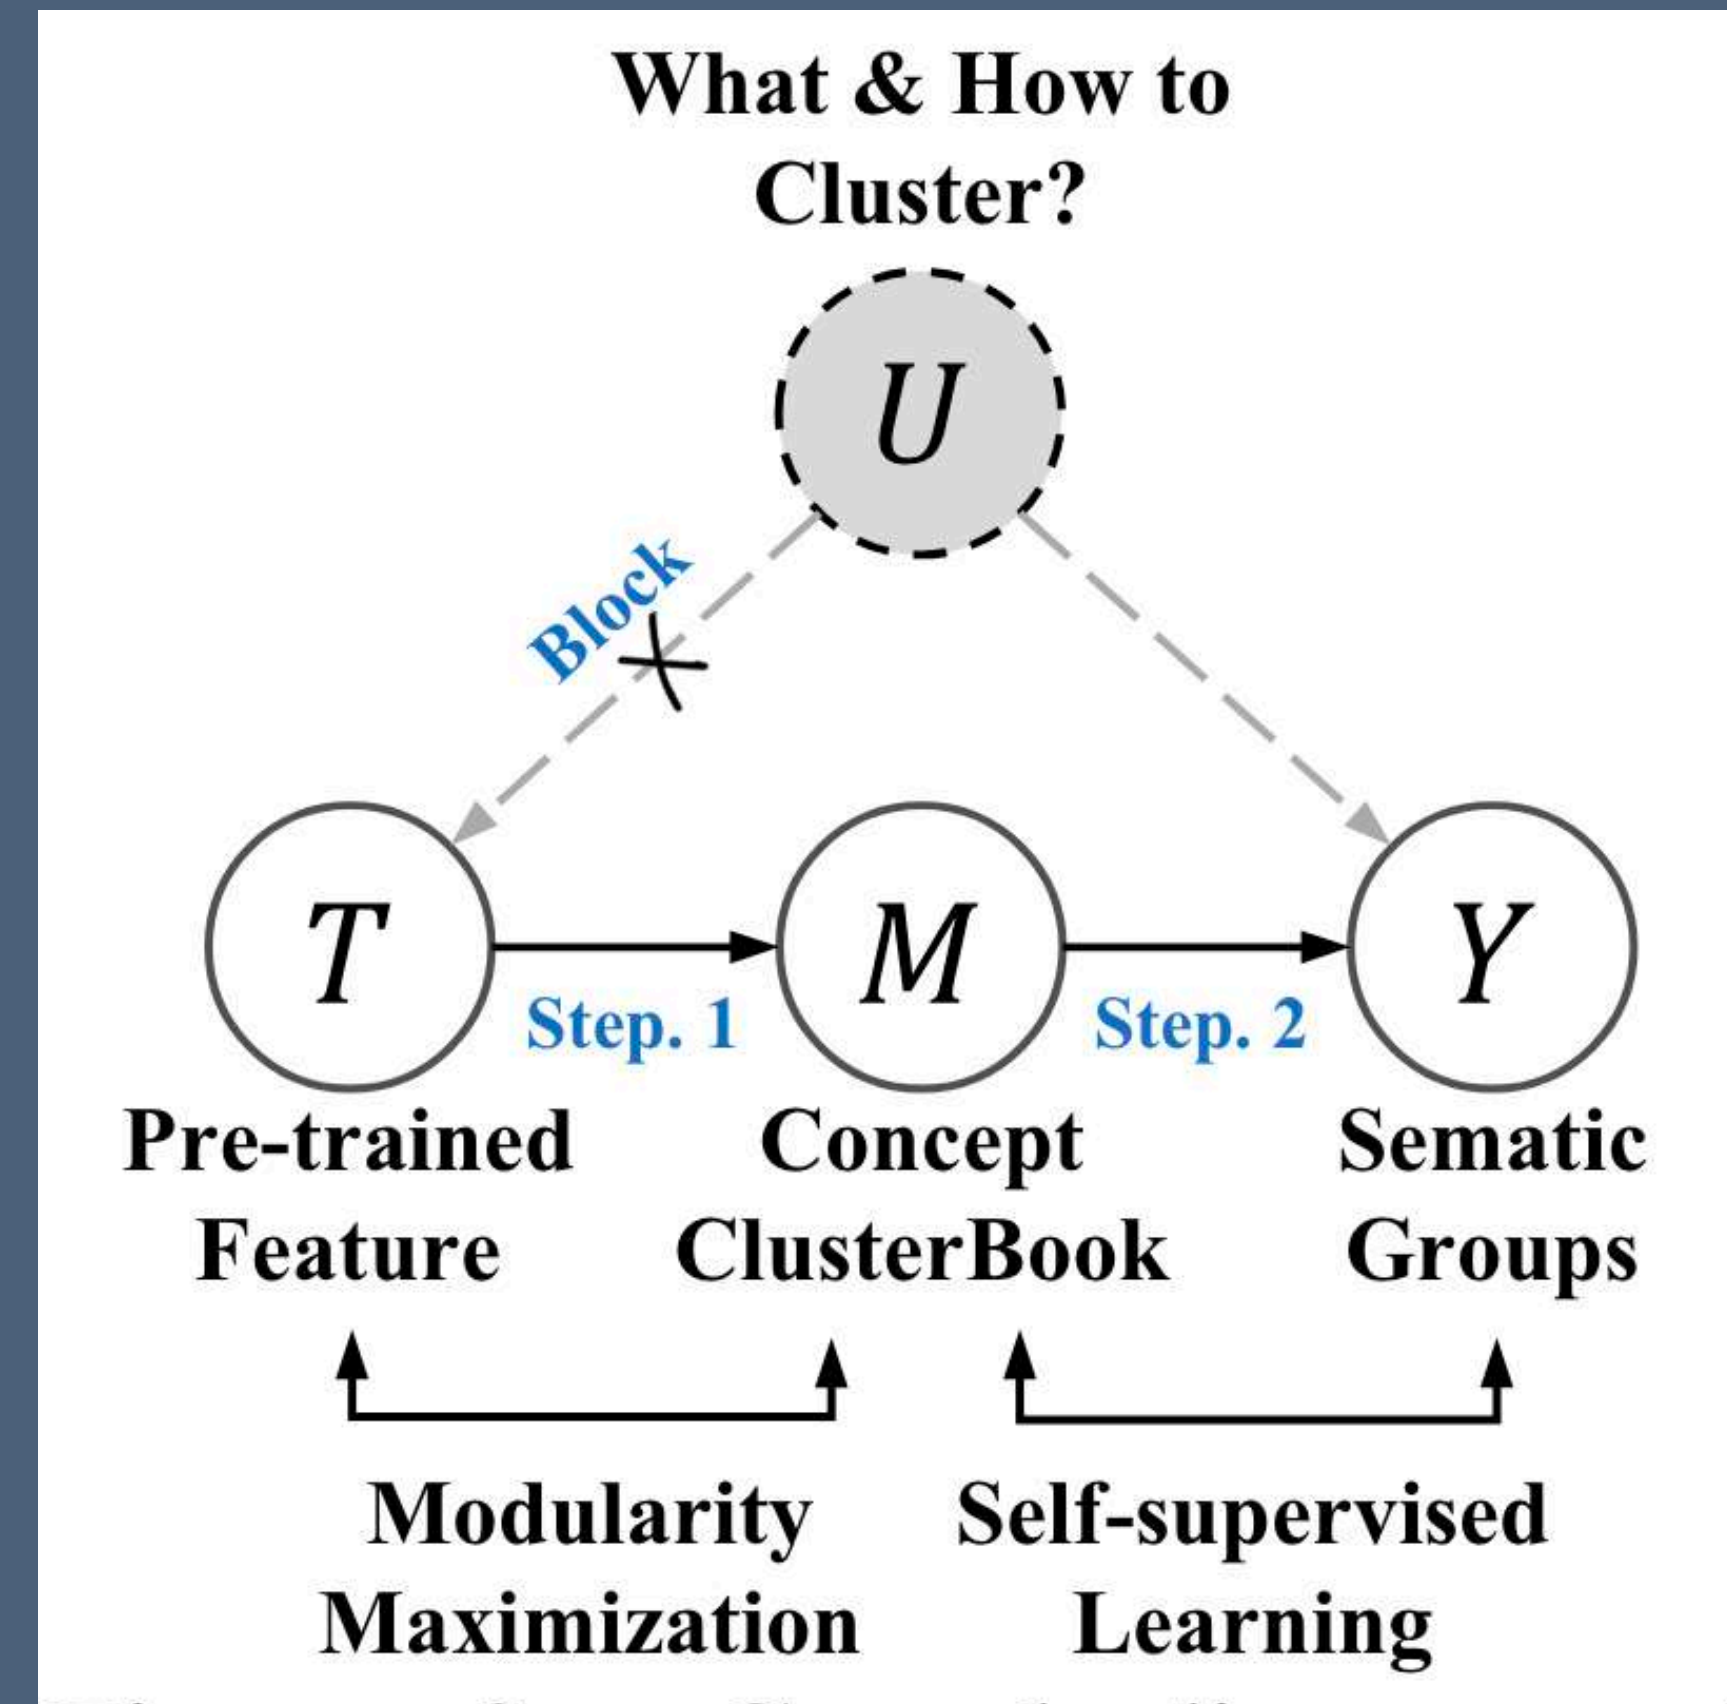 What & How to
Cluster?
U
Block
T
M
Y
Step. 1
Step. 2
Pre-trained
Feature
Concept
ClusterBook
Sematic
Groups
Modularity
Maximization
Self-supervised
Learning